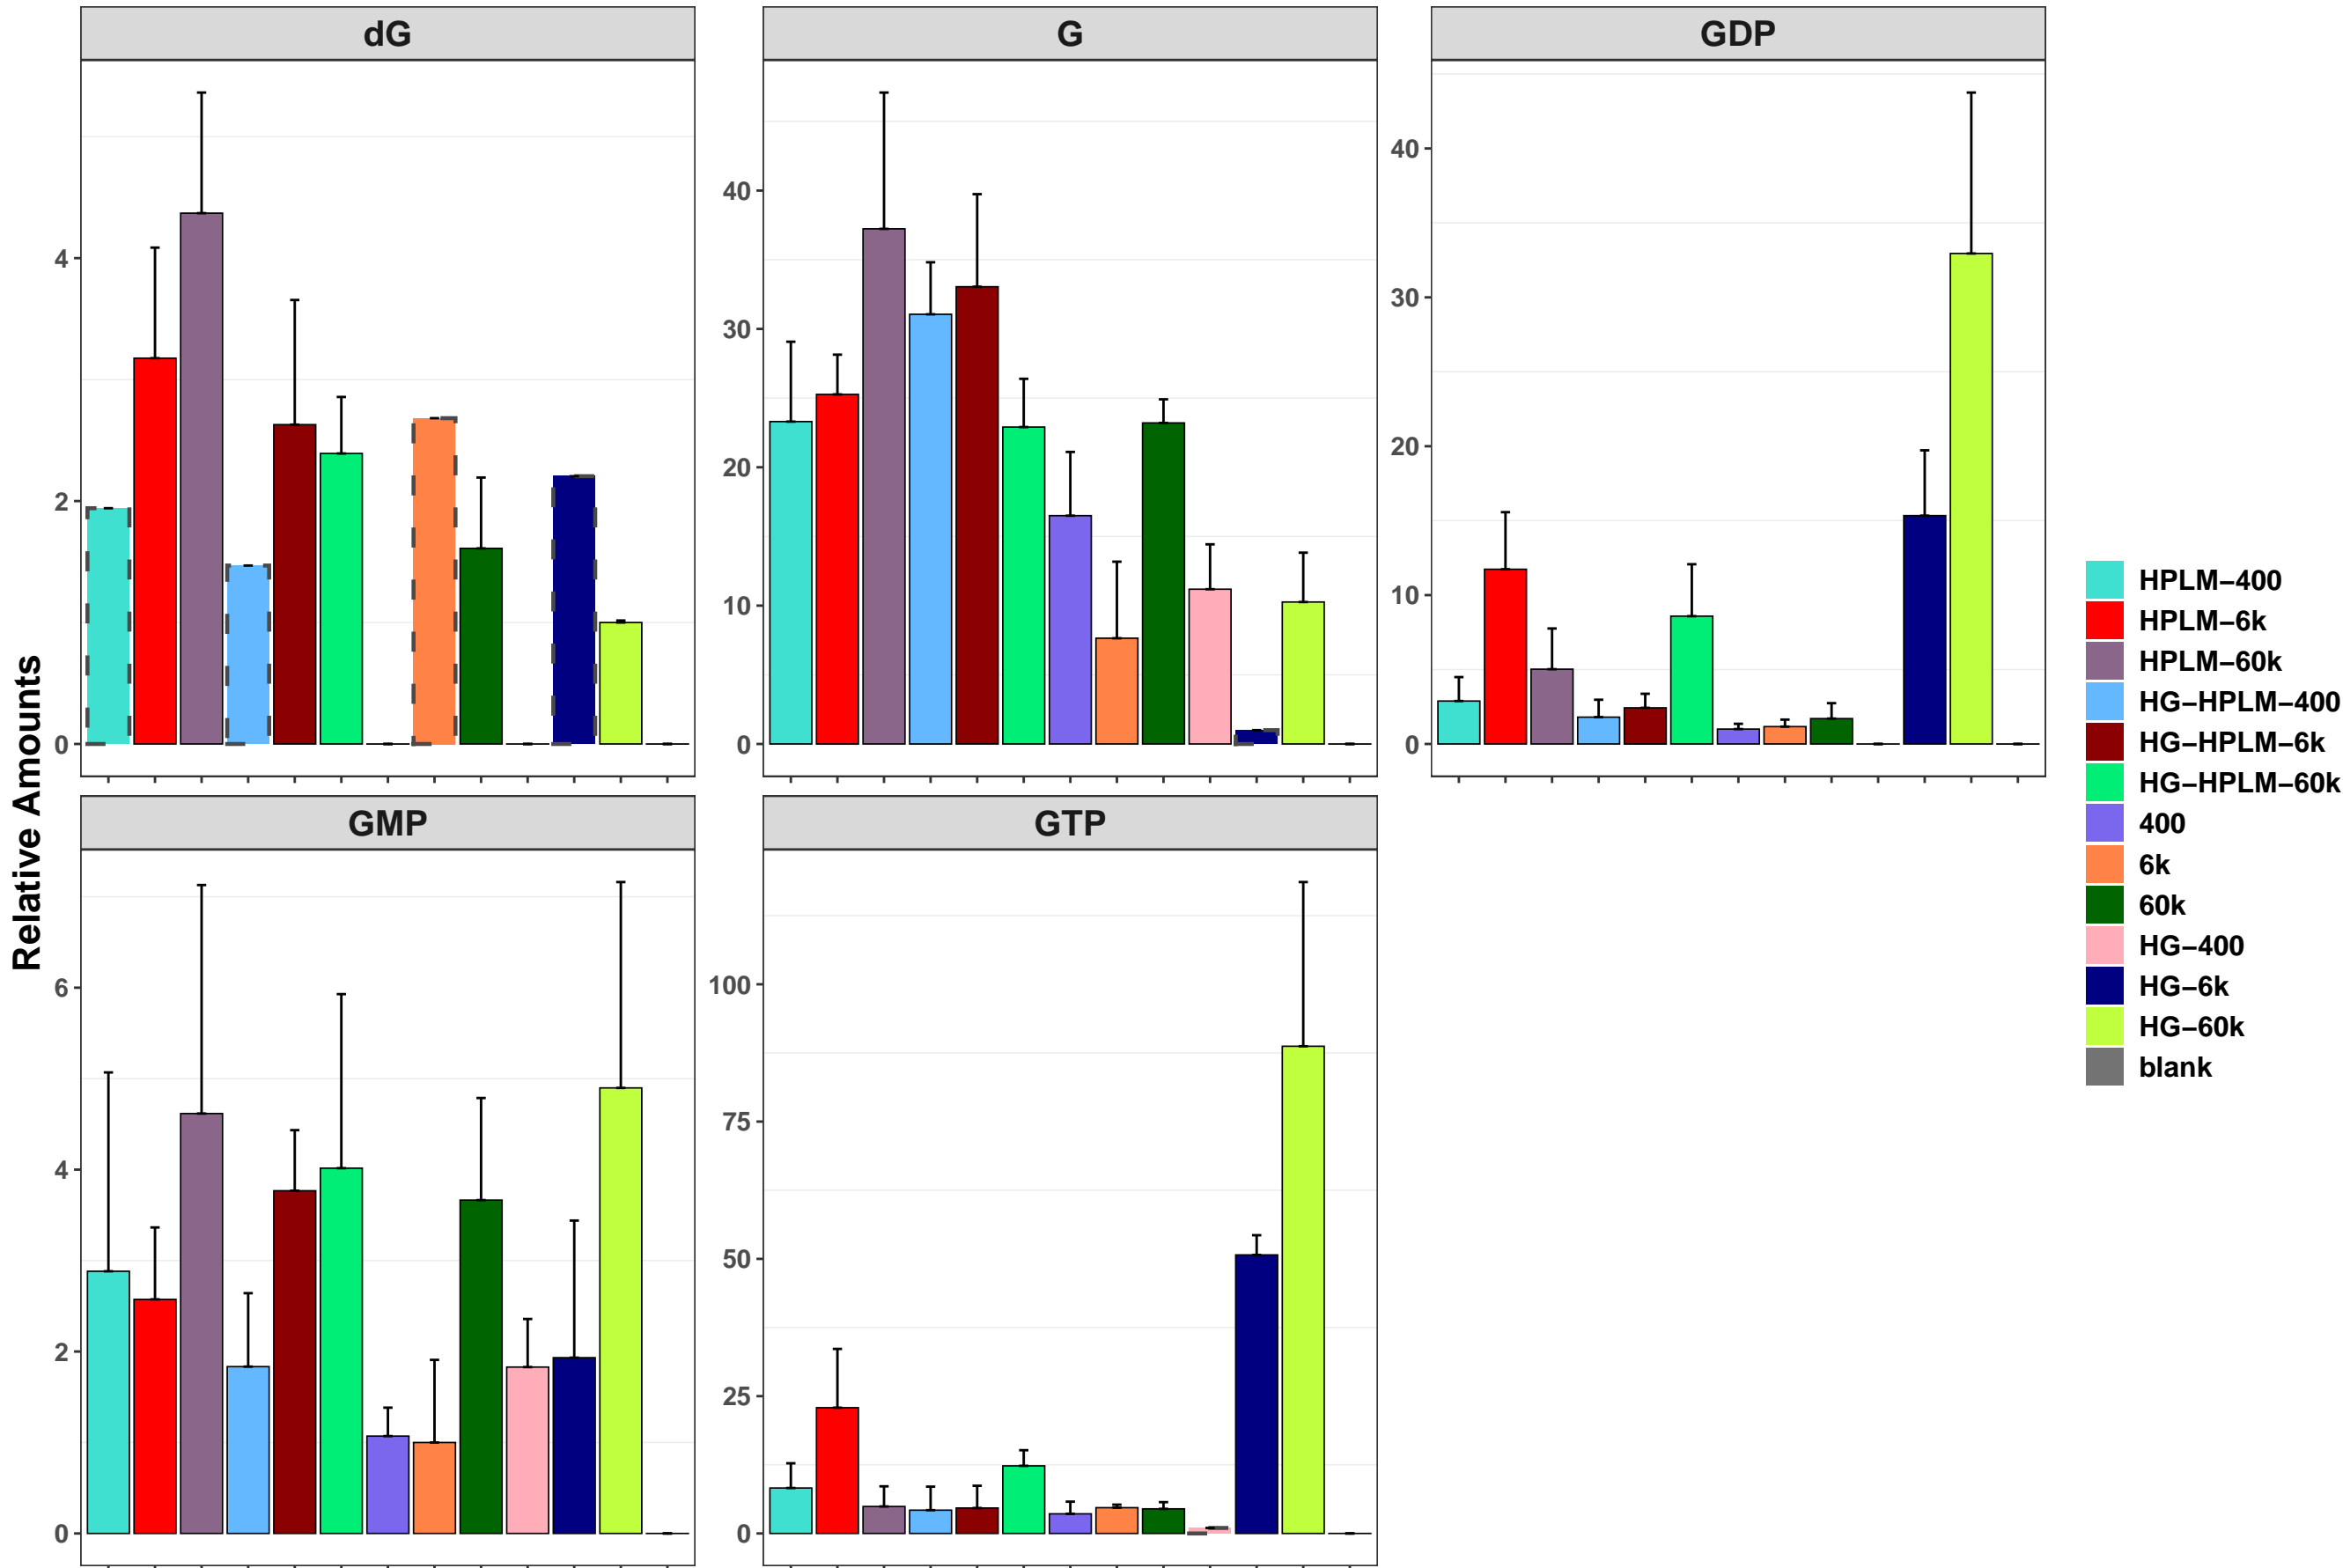 dG
G
GDP
4
2
0
40
30
20
10
0
40
30
20
10
0
GMP
GTP
6
4
2
0
100
75
50
25
0
Relative Amounts
HPLM−400
HPLM−6k
HPLM−60k
HG−HPLM−400
HG−HPLM−6k
HG−HPLM−60k
400
6k
60k
HG−400
HG−6k
HG−60k
blank